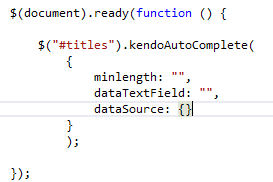 $(document).ready(function () {
$("#titles").kendoAutoComplete(
{
minlength: "",
dataTextField: "",
dataSource: {}
}
);
});